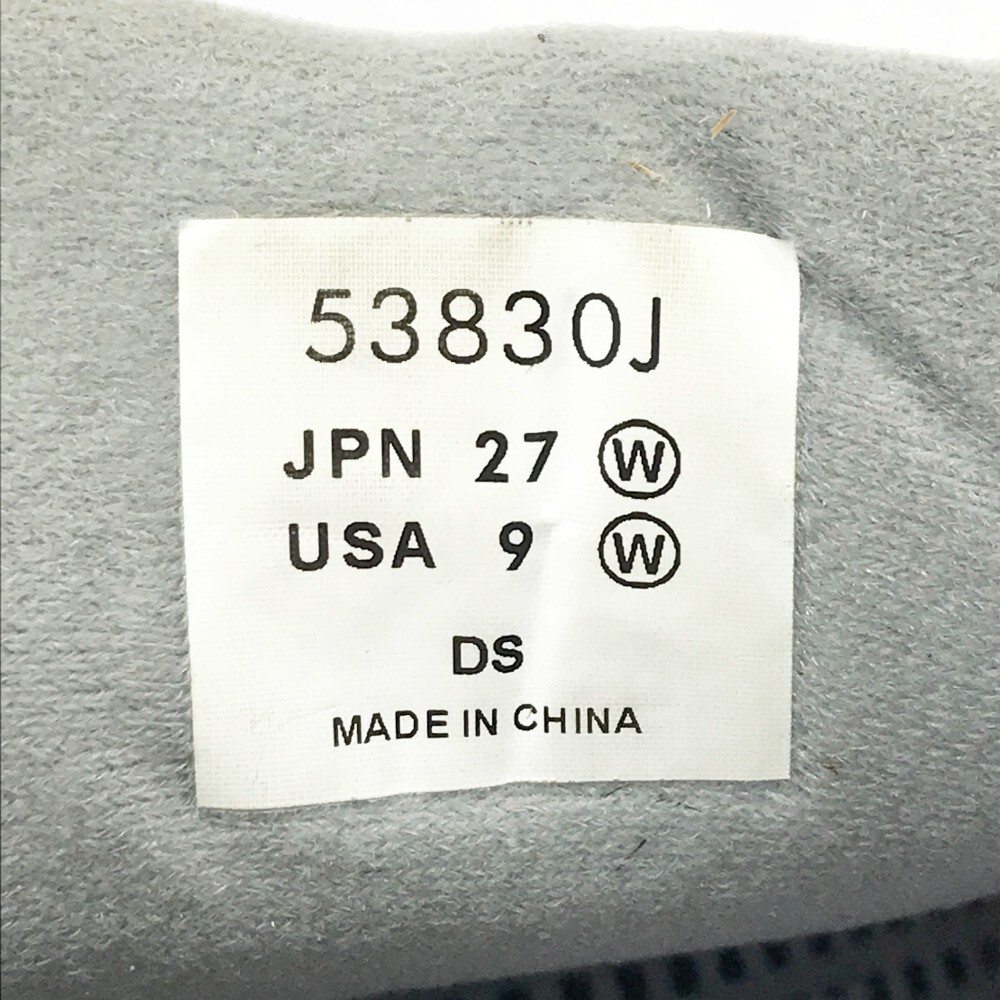 53830J
JPN 27 Ⓦ
USA 9 Ⓦ
DS
MADE IN CHINA